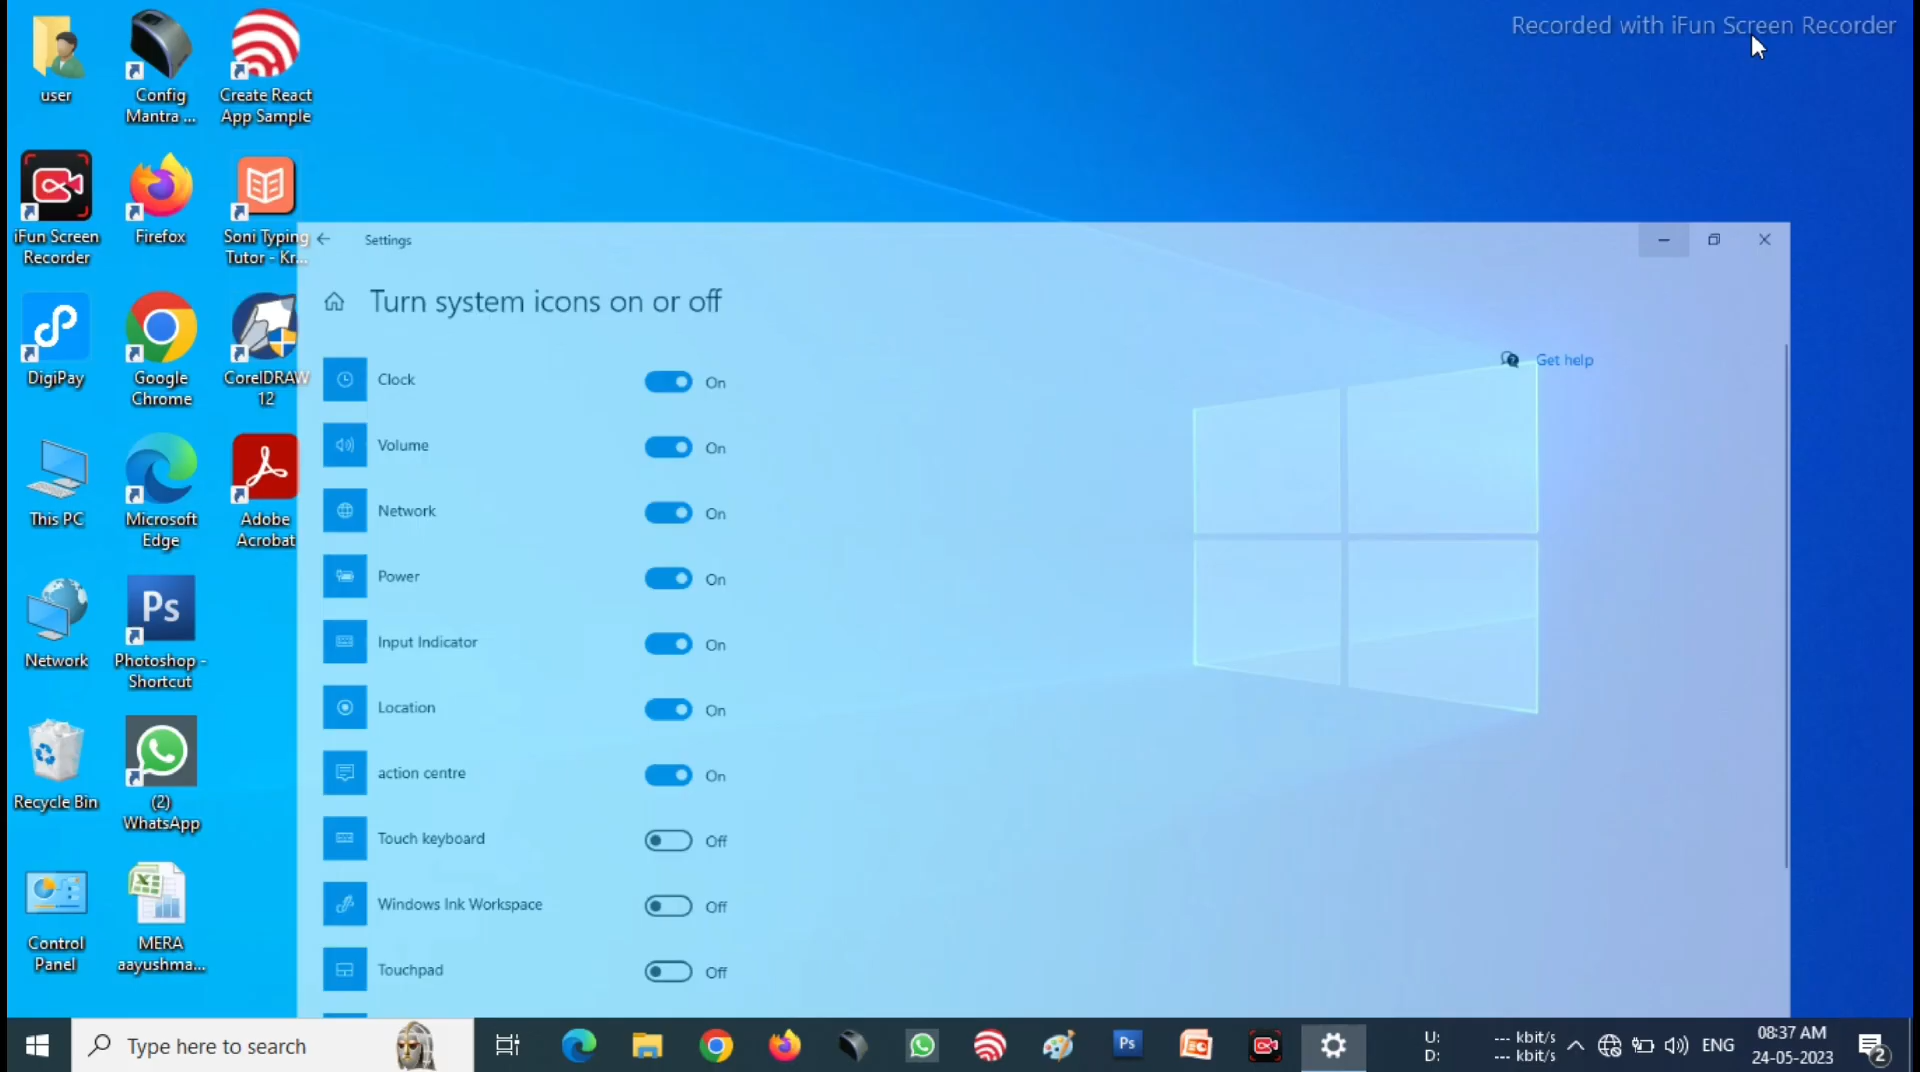 Recorded with iFun Screen Recorder
user
Config
Mantra ...
Create React
App Sample
iFun Screen
Recorder
Firefox
Soni Typing
Tutor - Kr...
DigiPay
Google
Chrome
CorelDRAW
12
This PC
Microsoft
Edge
Adobe
Acrobat
Network
Ps
Photoshop -
Shortcut
Recycle Bin
(2)
WhatsApp
Control
Panel
MERA
aayushma...
Settings
Turn system icons on or off
Get help
Clock On
Volume On
Network On
Power On
Input Indicator On
Location On
action centre On
Touch keyboard Off
Windows Ink Workspace Off
Touchpad Off
Type here to search
Ps
U: --- kbit/s
D: --- kbit/s
ENG
08:37 AM
24-05-2023
2